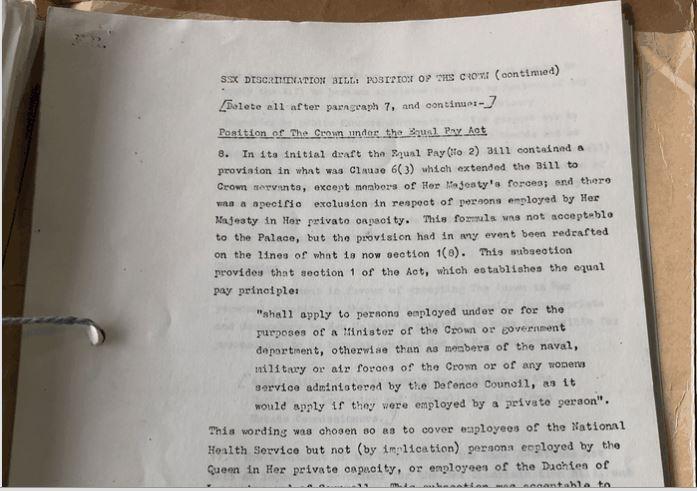 SEX DISCRIMINATION BILL: POSITION OF THE CROWN (continued)
[Delete all after paragraph 7, and continue:-]
Position of The Crown under the Equal Pay Act
8. In its initial draft the Equal Pay(No 2) Bill contained a
provision in what was Clause 6(3) which extended the Bill to
Crown servants, except members of Her Majesty's forces; and there
was a specific exclusion in respect of persons employed by Her
Majesty in Her private capacity. This formula was not acceptable
to the Palace, but the provision had in any event been redrafted
on the lines of what is now section 1(8). This subsection
provides that section 1 of the Act, which establishes the equal
pay principle:
"shall apply to persons employed under or for the
purposes of a Minister of the Crown or government
department, otherwise than as members of the naval,
military or air forces of the Crown or of any womens
service administered by the Defence Council, as it
would apply if they were employed by a private person".
This wording was chosen so as to cover employees of the National
Health Service but not (by implication) persons employed by the
Queen in Her private capacity, or employees of the Duchies of
This subsection was acceptable to